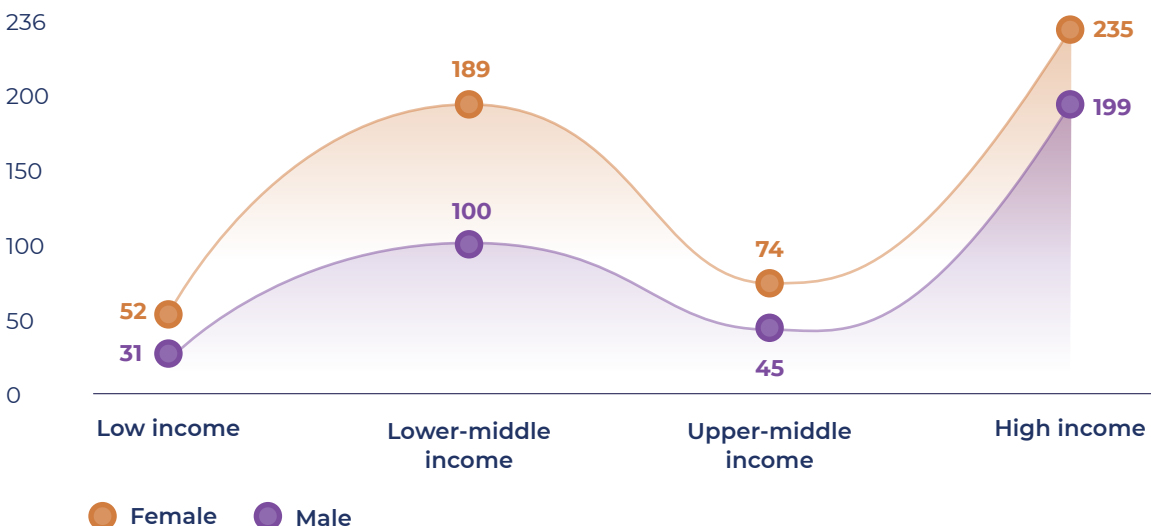 236
200
150
100
50
0
52
31
189
100
74
45
235
199
Low income
Lower-middle
income
Upper-middle
income
High income
Female
Male